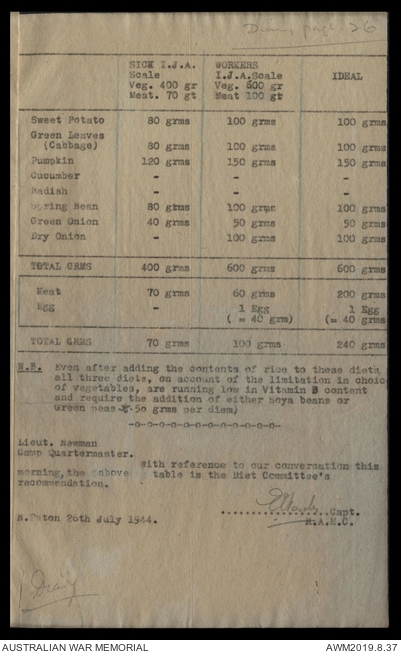 Diary page 26
SICK I.J.A. WORKERS
Scale I.J.A.Scale IDEAL
Veg. 400 gr Veg. 600 gr
Meat. 70 gt Meat 100 gt
Sweet Potato 80 grms 100 grms 100 grms
Green Leaves
(Cabbage) 80 grms 100 grms 100 grms
Pumpkin 120 grms 150 grms 150 grms
Cucumber - - -
Radish - - -
Spring Bean 80 grms 100 grms 100 grms
Green Onion 40 grms 50 grms 50 grms
Dry Onion - 100 grms 100 grms
TOTAL GRMS 400 grms 600 grms 600 grms
Meat 70 grms 60 grms 200 grms
Egg - 1 Egg 1 Egg
( = 40 grm) (= 40 grms
TOTAL GRMS 70 grms 100 grms 240 grms
N.B. Even after adding the contents of rice to these diets,
all three diets, on account of the limitation in choice
of vegetables, are running low in Vitamin B content
and require the addition of either Soya beans or
Green peas 50 grms per diem)
-o-o-o-o-o-o-o-o-o-o-o-o-
Lieut. Newman
Camp Quartermaster.
With reference to our conversation this
morning, the above table is the Diet Committee's
recommendation.
..................Capt.
R.A.M.C.
N.Paton 26th July 1944.
Diary
AUSTRALIAN WAR MEMORIAL AWM2019.8.37